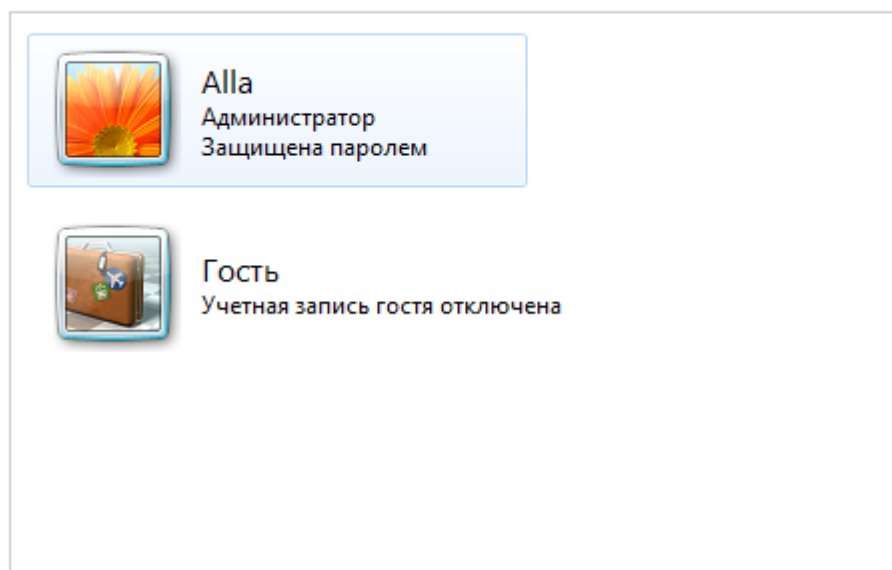 Alla
Администратор
Защищена паролем
Гость
Учетная запись гостя отключена